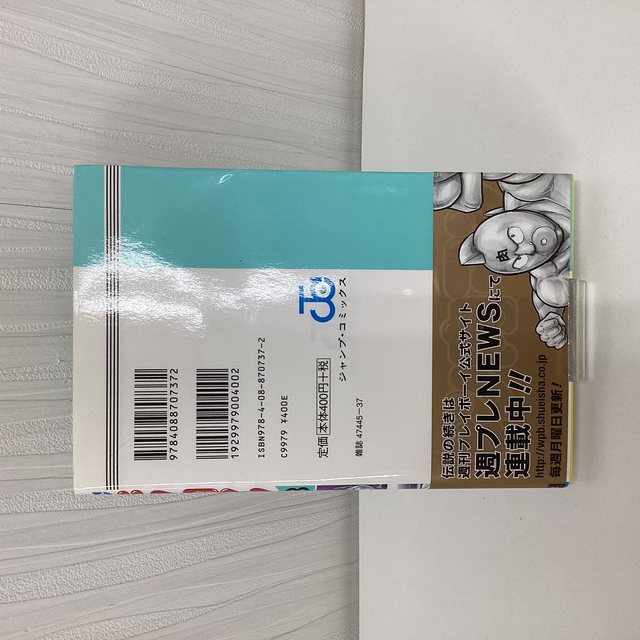 ジャンプ・コミックス
9784088707372
1929979004002
ISBN978-4-08-870737-2
C9979 ¥400E
定価 本体400円+税
雑誌 47445-37
伝説の続きは
週刊プレイボーイ公式サイト
週プレNEWSにて
連載中!!
http://wpb.shueisha.co.jp
毎週月曜日更新!
肉